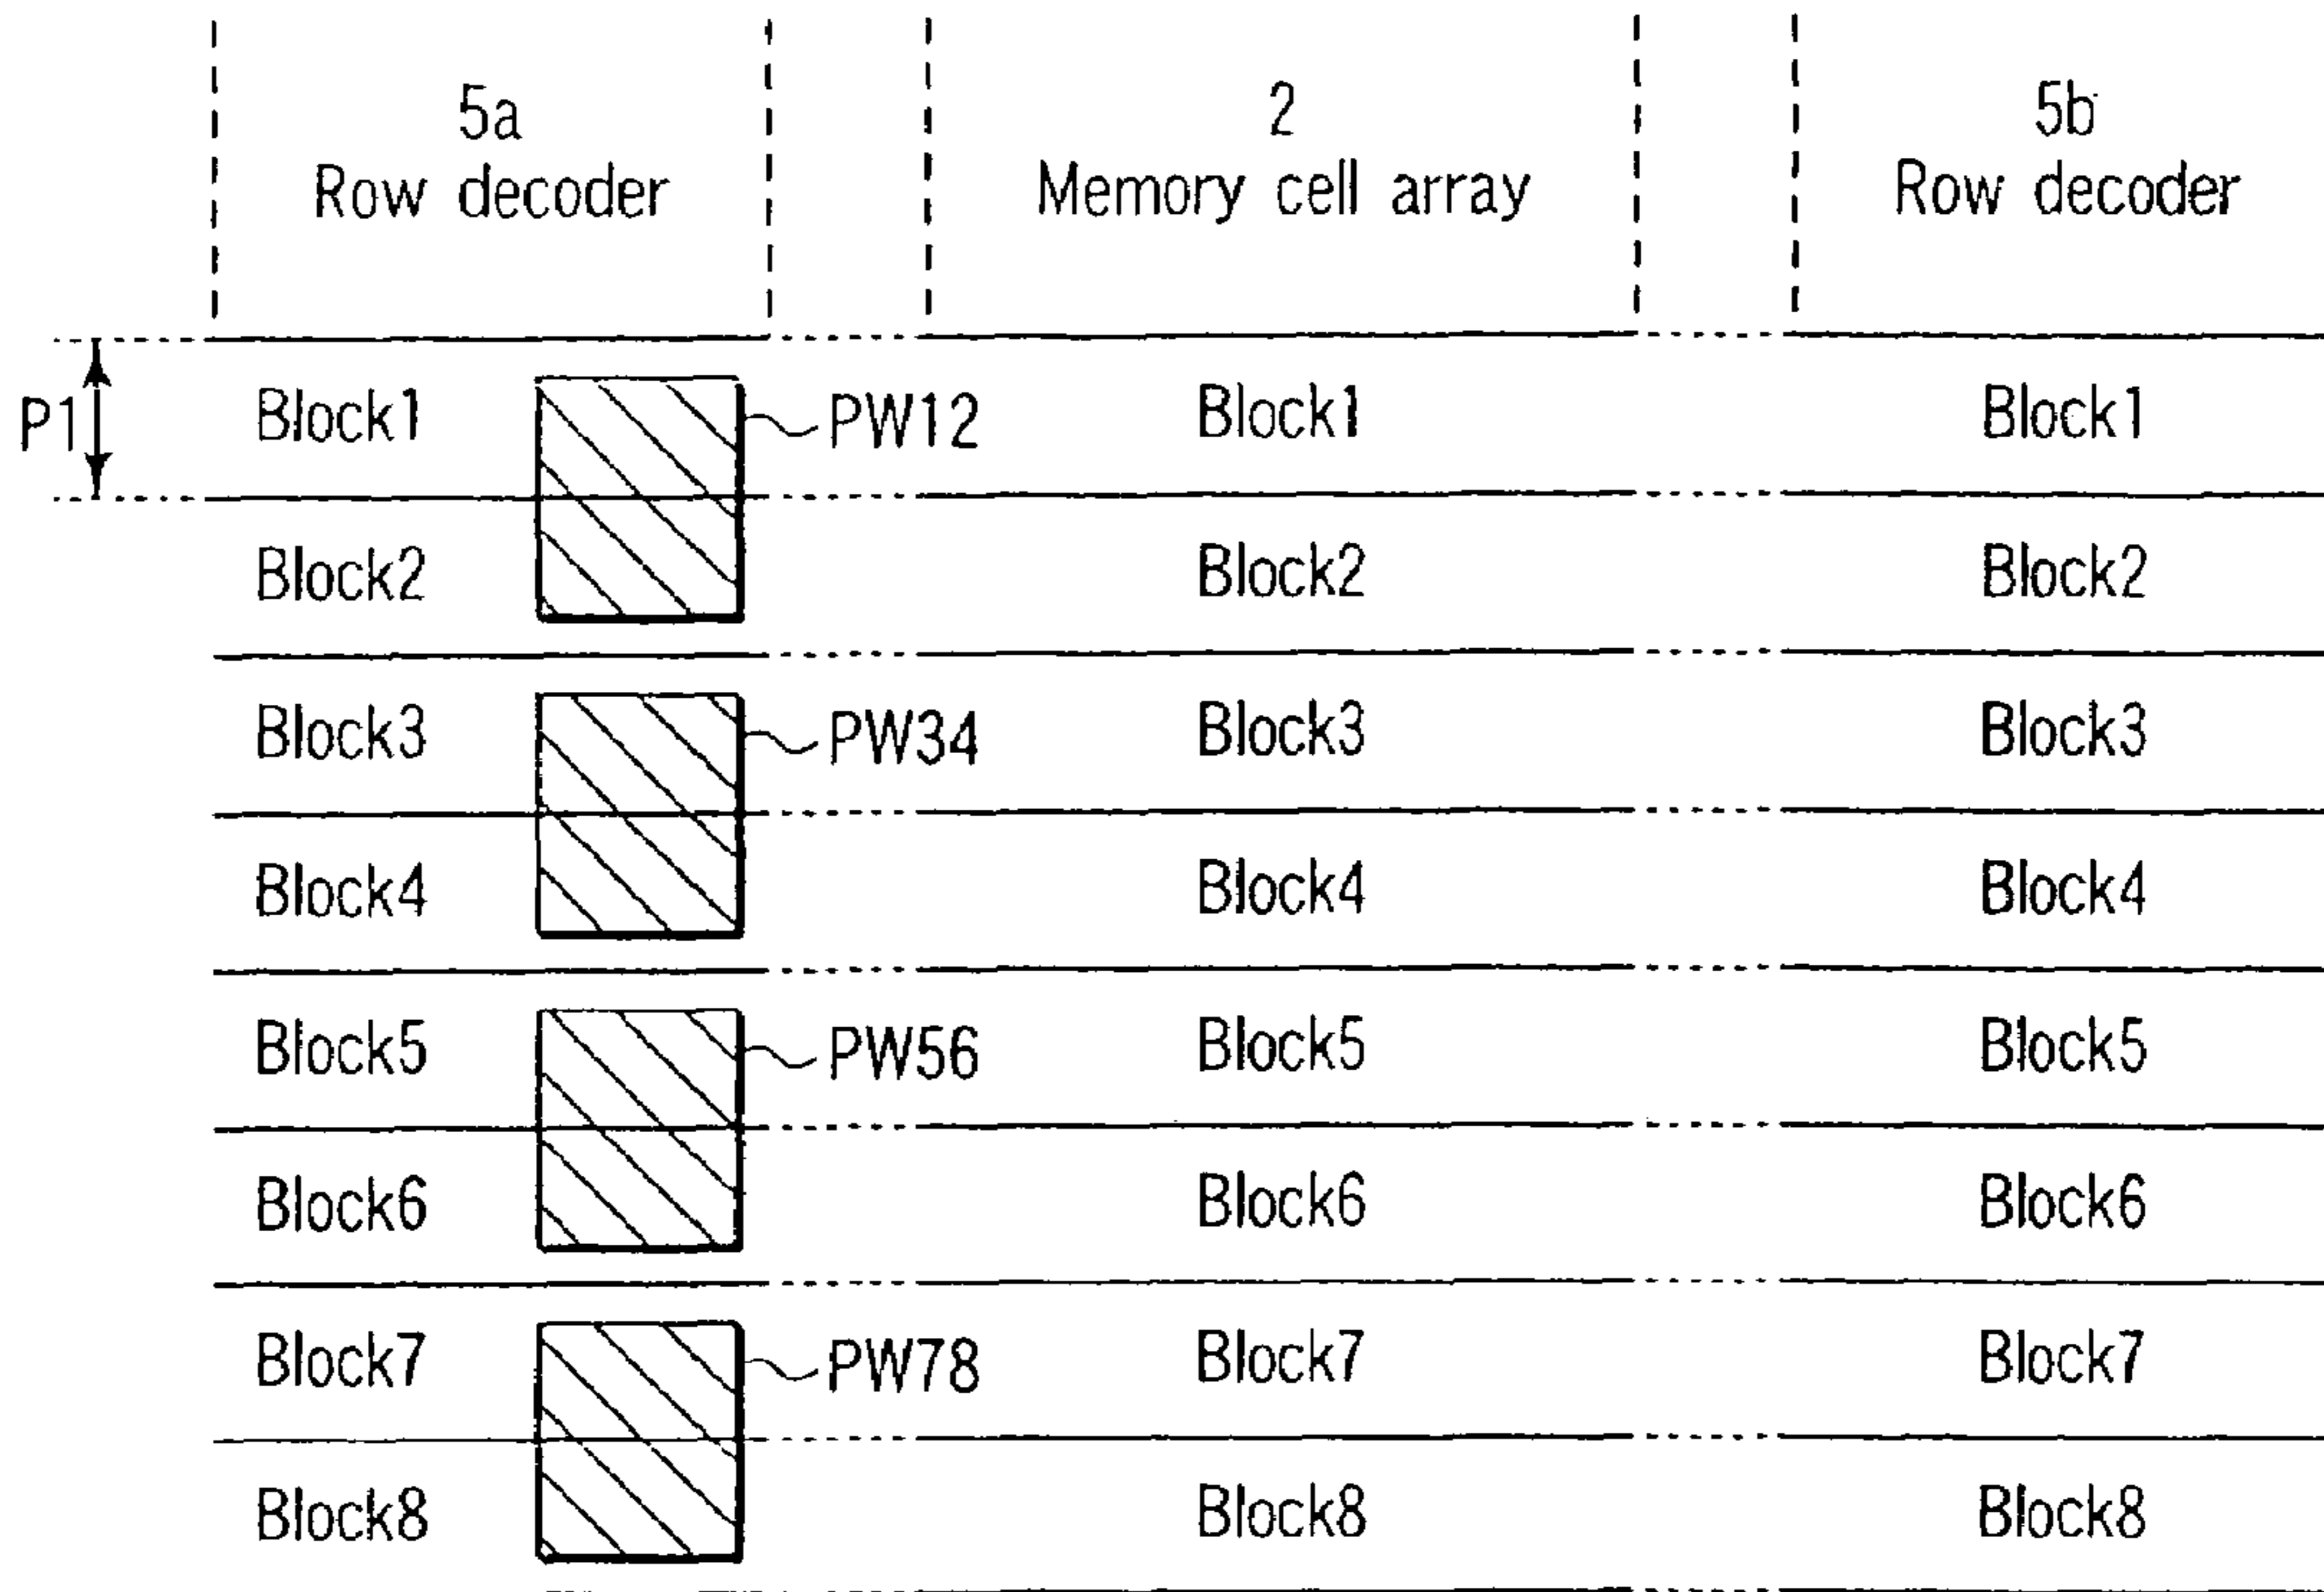 5a 2 5b
Row decoder Memory cell array Row decoder
P1 Block1 PW12 Block1 Block1
Block2 Block2 Block2
Block3 PW34 Block3 Block3
Block4 Block4 Block4
Block5 PW56 Block5 Block5
Block6 Block6 Block6
Block7 PW78 Block7 Block7
Block8 Block8 Block8